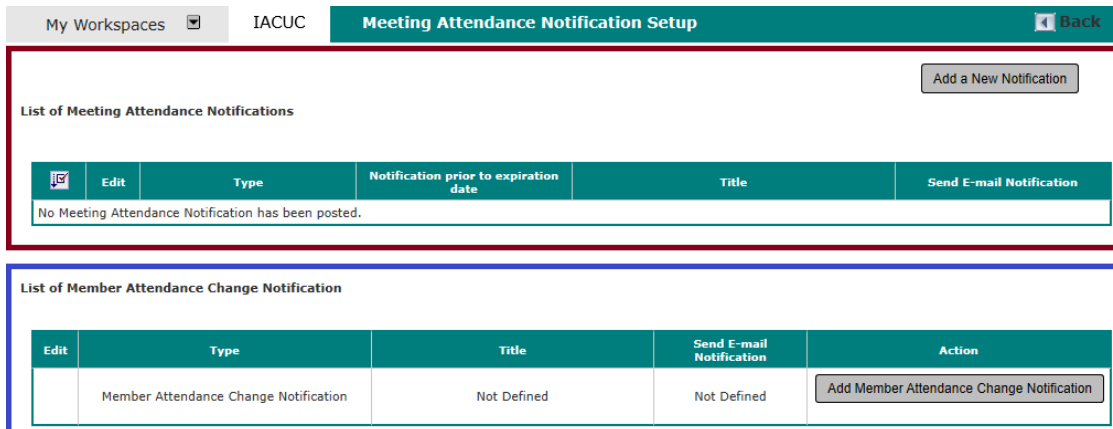 My Workspaces IACUC Meeting Attendance Notification Setup Back
Add a New Notification
List of Meeting Attendance Notifications
Edit Type Notification prior to expiration date Title Send E-mail Notification
No Meeting Attendance Notification has been posted.
List of Member Attendance Change Notification
Edit Type Title Send E-mail Notification Action
Member Attendance Change Notification Not Defined Not Defined Add Member Attendance Change Notification